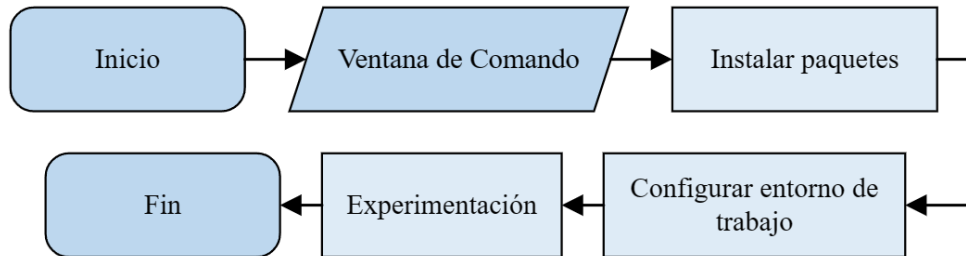 Inicio
Ventana de Comando
Instalar paquetes
Configurar entorno de
trabajo
Experimentación
Fin